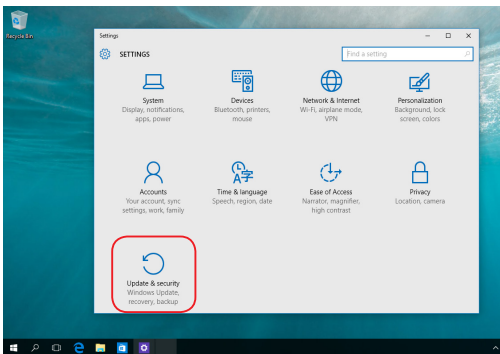 Recycle Bin
Settings
SETTINGS
Find a setting
System
Display, notifications,
apps, power
Devices
Bluetooth, printers,
mouse
Network & Internet
Wi-Fi, airplane mode,
VPN
Personalization
Background, lock
screen, colors
Accounts
Your account, sync
settings, work, family
Time & language
Speech, region, date
Ease of Access
Narrator, magnifier,
high contrast
Privacy
Location, camera
Update & security
Windows Update,
recovery, backup